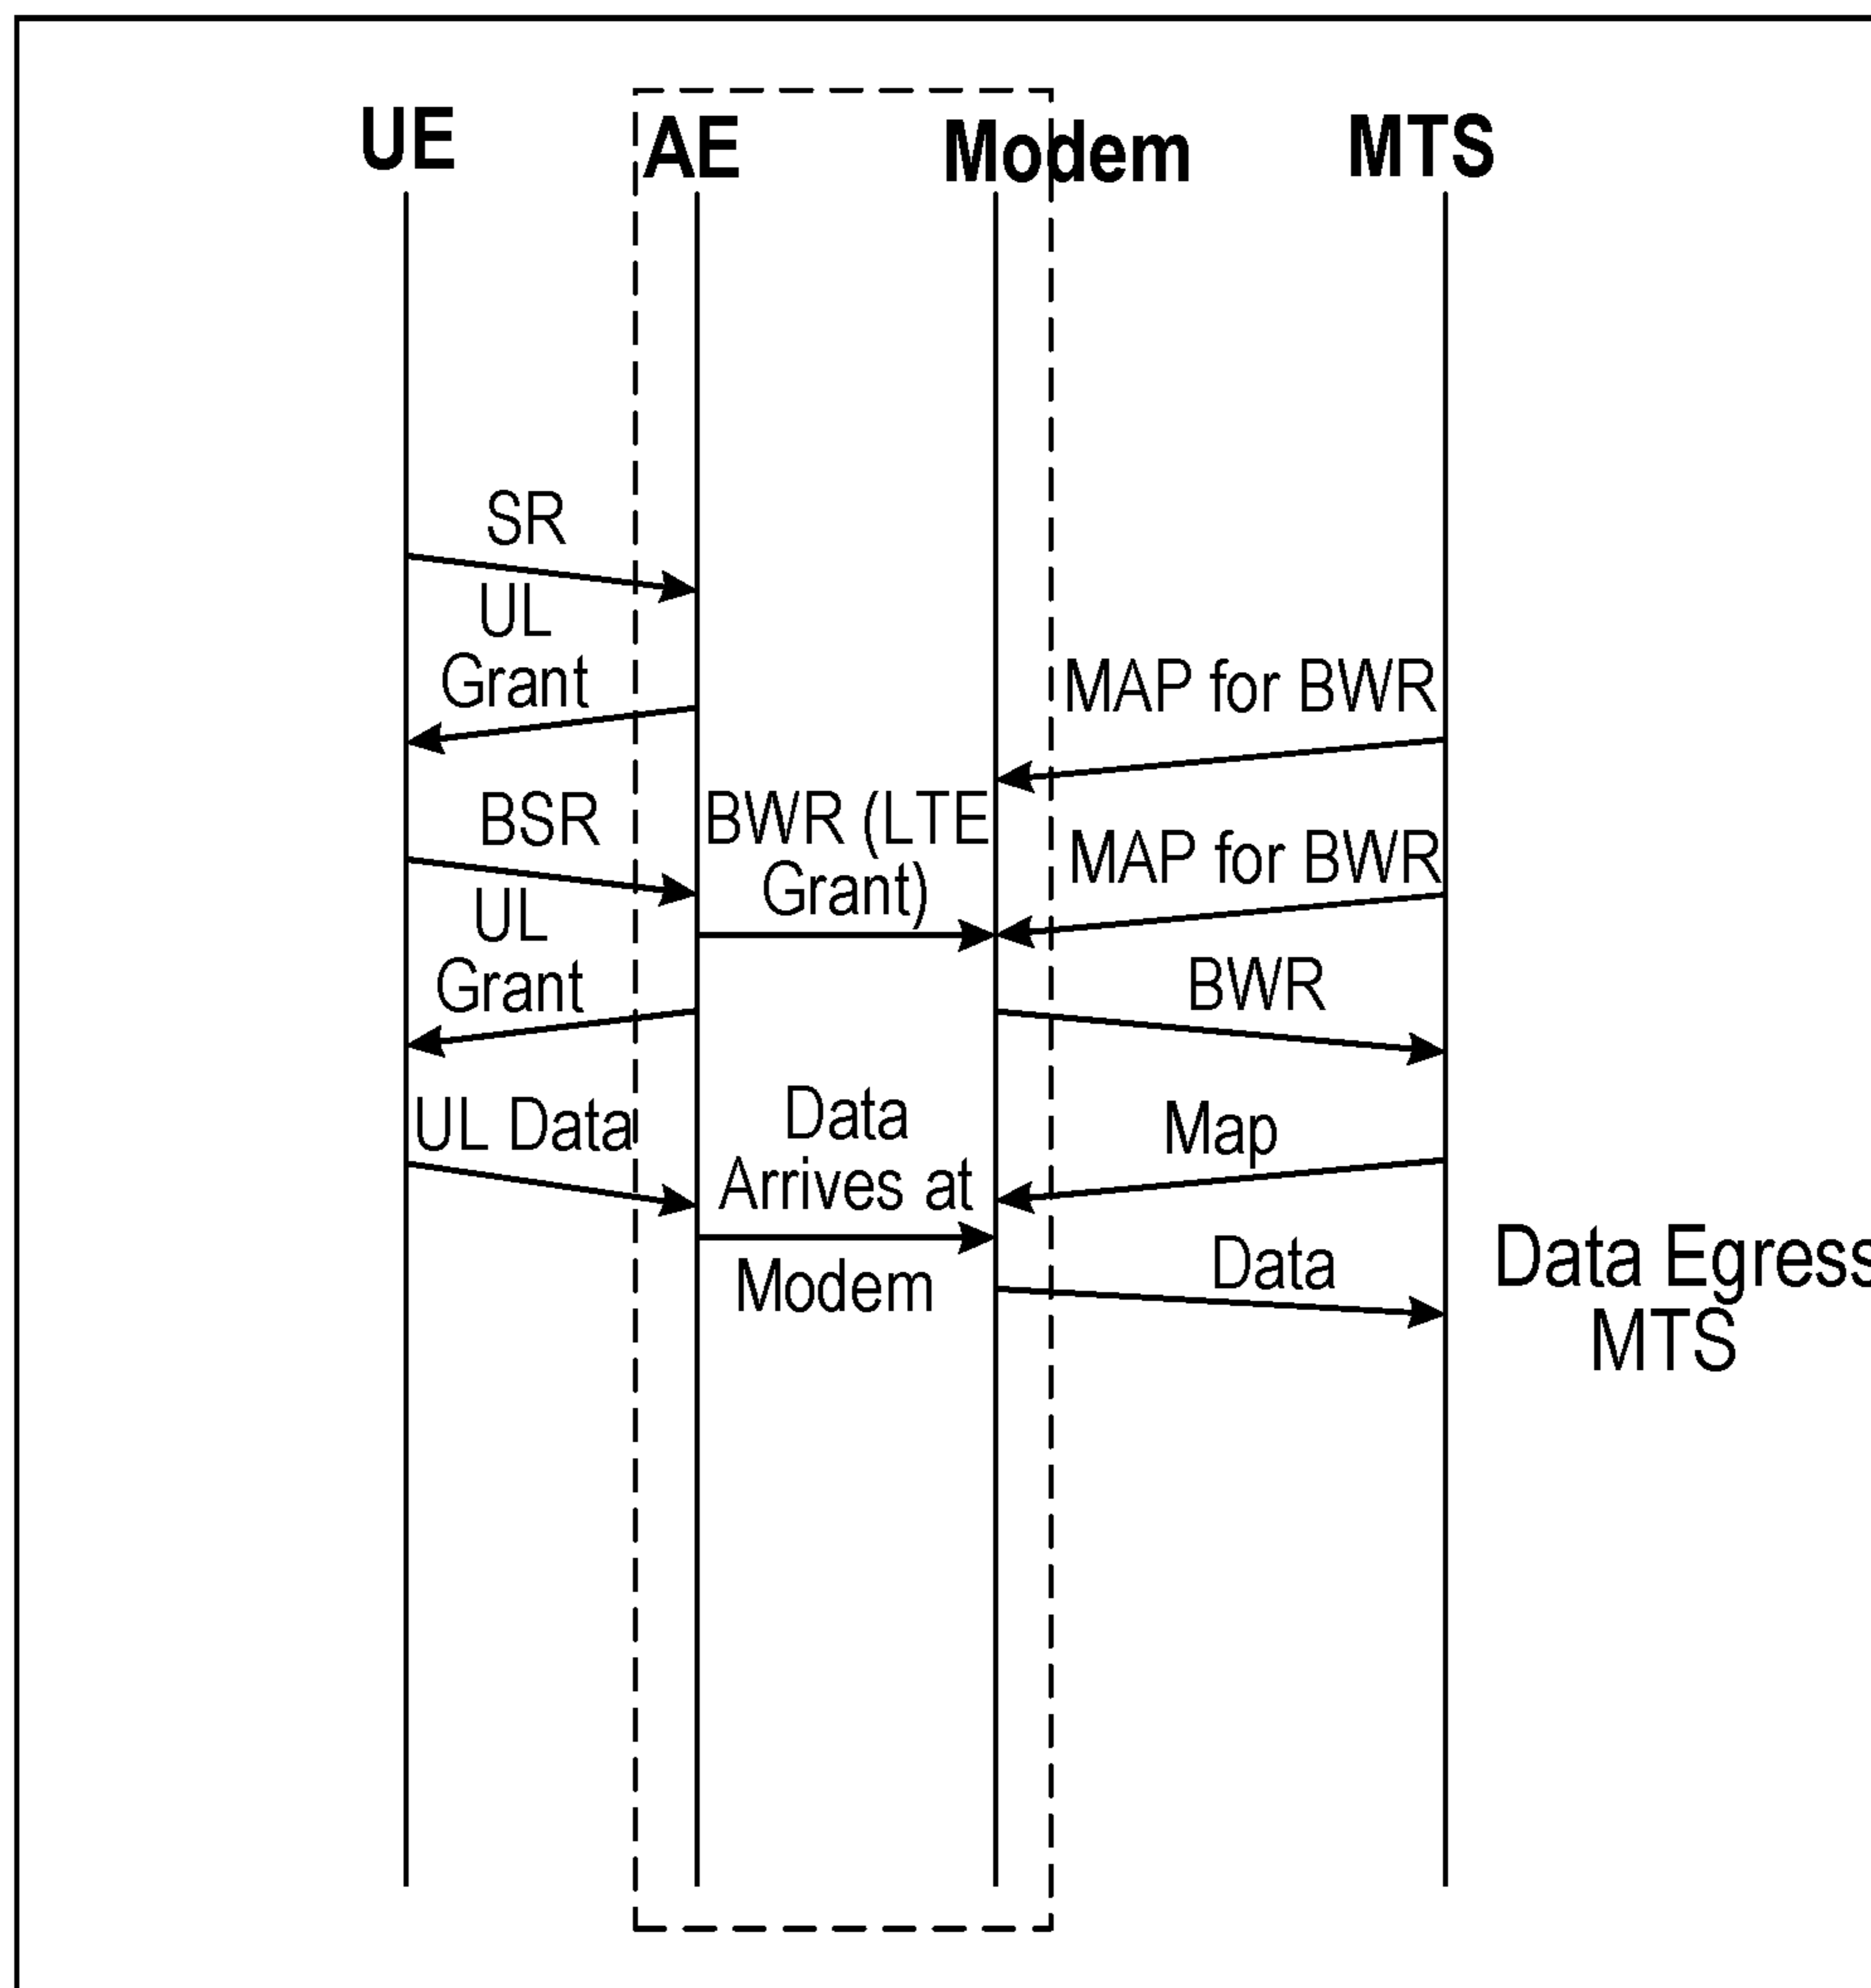 UE
AE
Modem
MTS
SR
UL
Grant
MAP for BWR
BSR
BWR (LTE
Grant)
MAP for BWR
UL
Grant
BWR
UL Data
Data
Arrives at
Modem
Map
Data
Data Egress
MTS